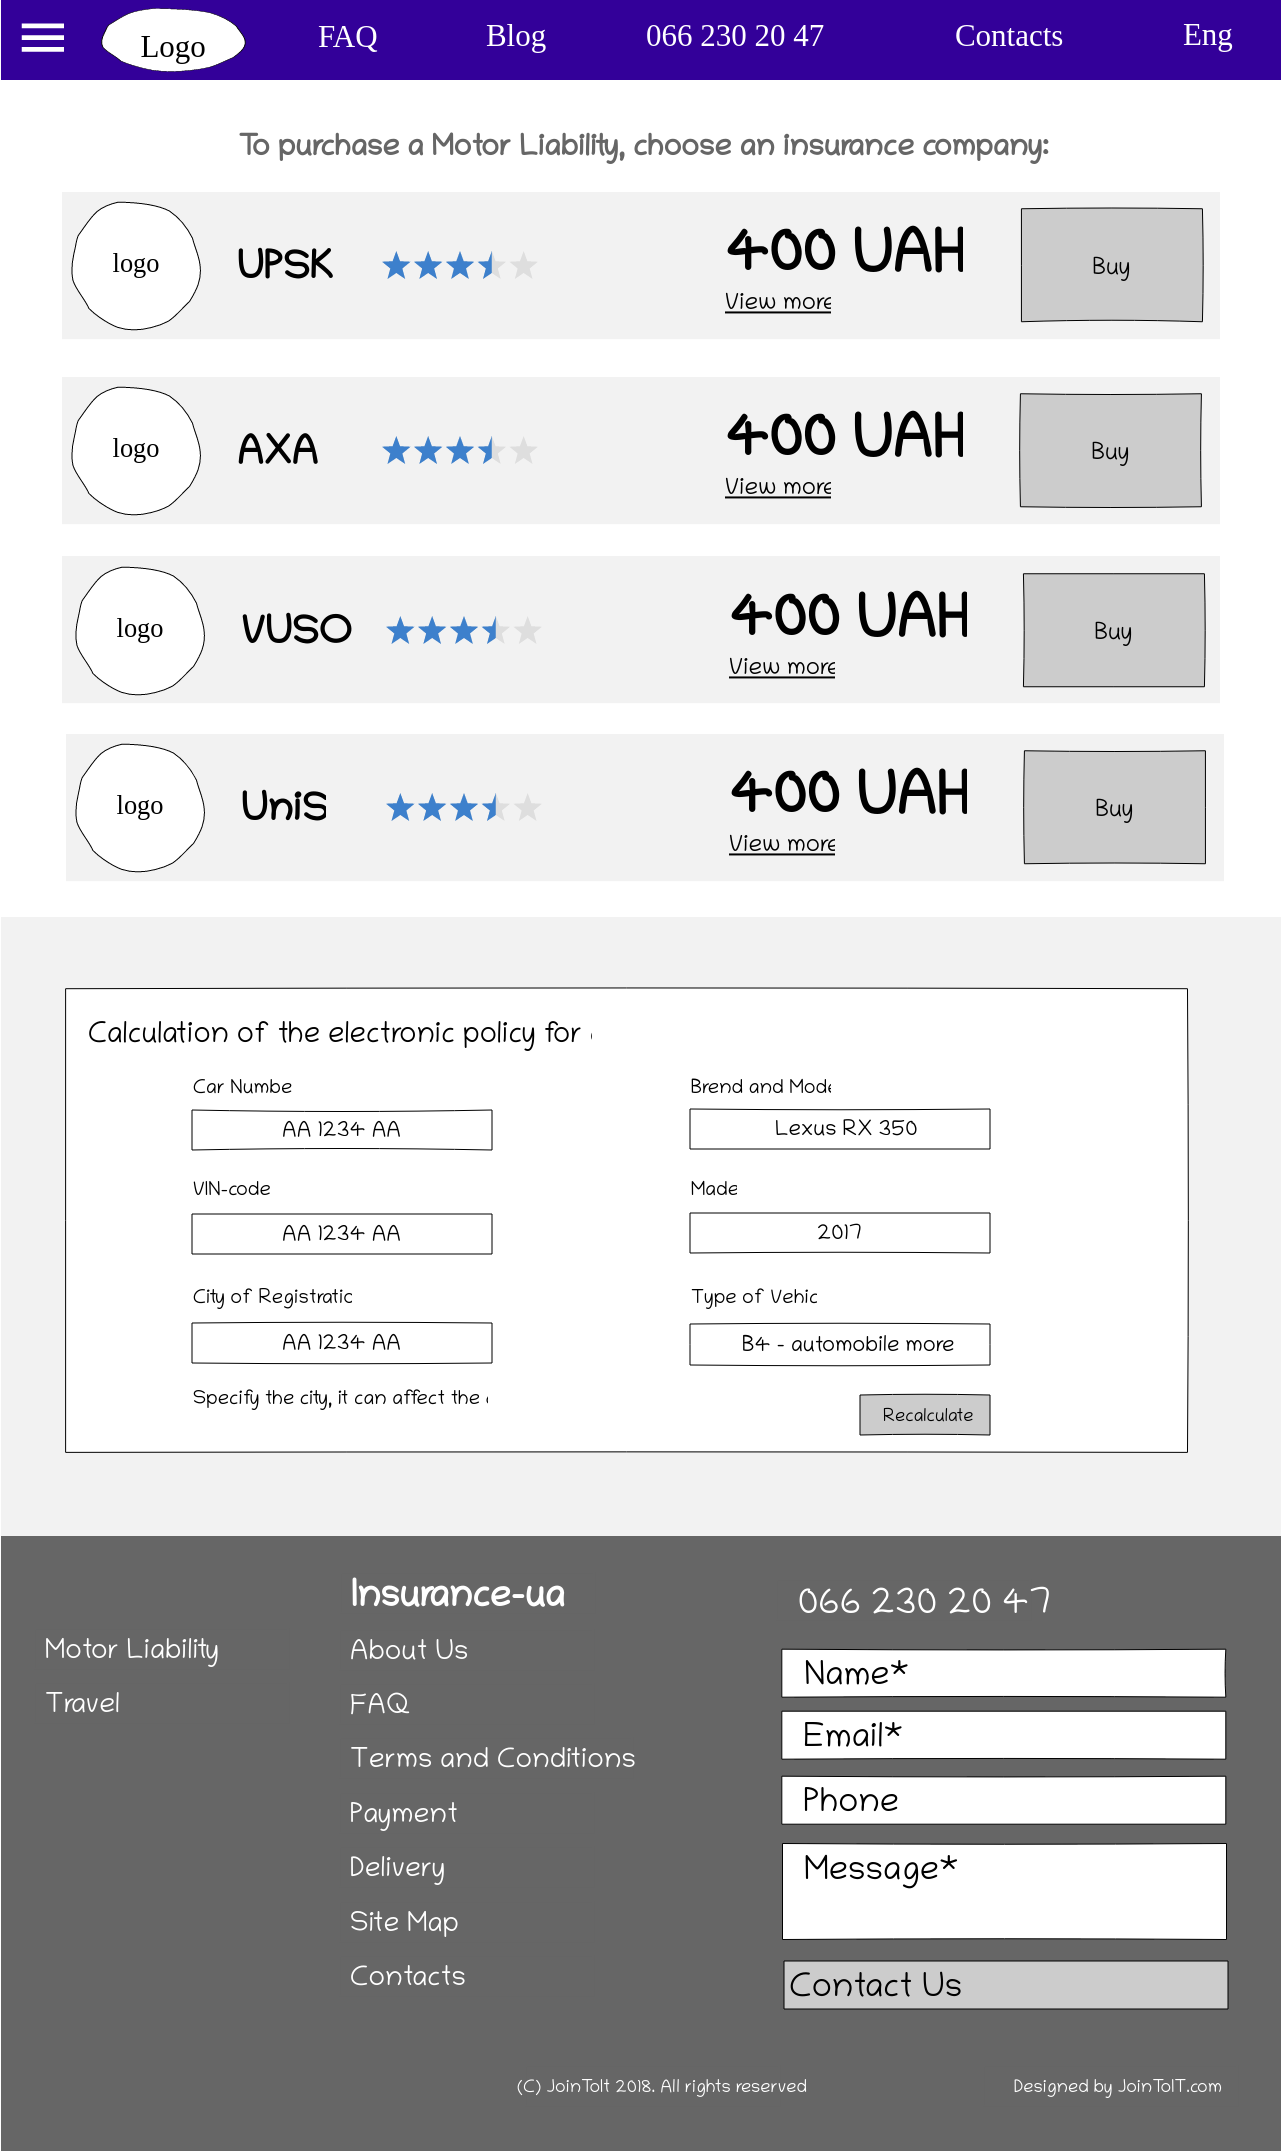 Logo FAQ Blog 066 230 20 47 Contacts Eng
To purchase a Motor Liability, choose an insurance company:
logo UPSK 400 UAH Buy
View more
logo AXA 400 UAH Buy
View more
logo VUSO 400 UAH Buy
View more
logo UniS 400 UAH Buy
View more
Calculation of the electronic policy for
Car Numbe Brend and Mode
AA 1234 AA Lexus RX 350
VIN-code Made
AA 1234 AA 2017
City of Registratic Type of Vehic
AA 1234 AA B4 - automobile more
Specify the city, it can affect the
Recalculate
Insurance-ua 066 230 20 47
Motor Liability About Us Name*
Travel FAQ Email*
Terms and Conditions
Payment Phone
Delivery Message*
Site Map
Contacts Contact Us
(C) JoinToIt 2018. All rights reserved Designed by JoinToIT.com